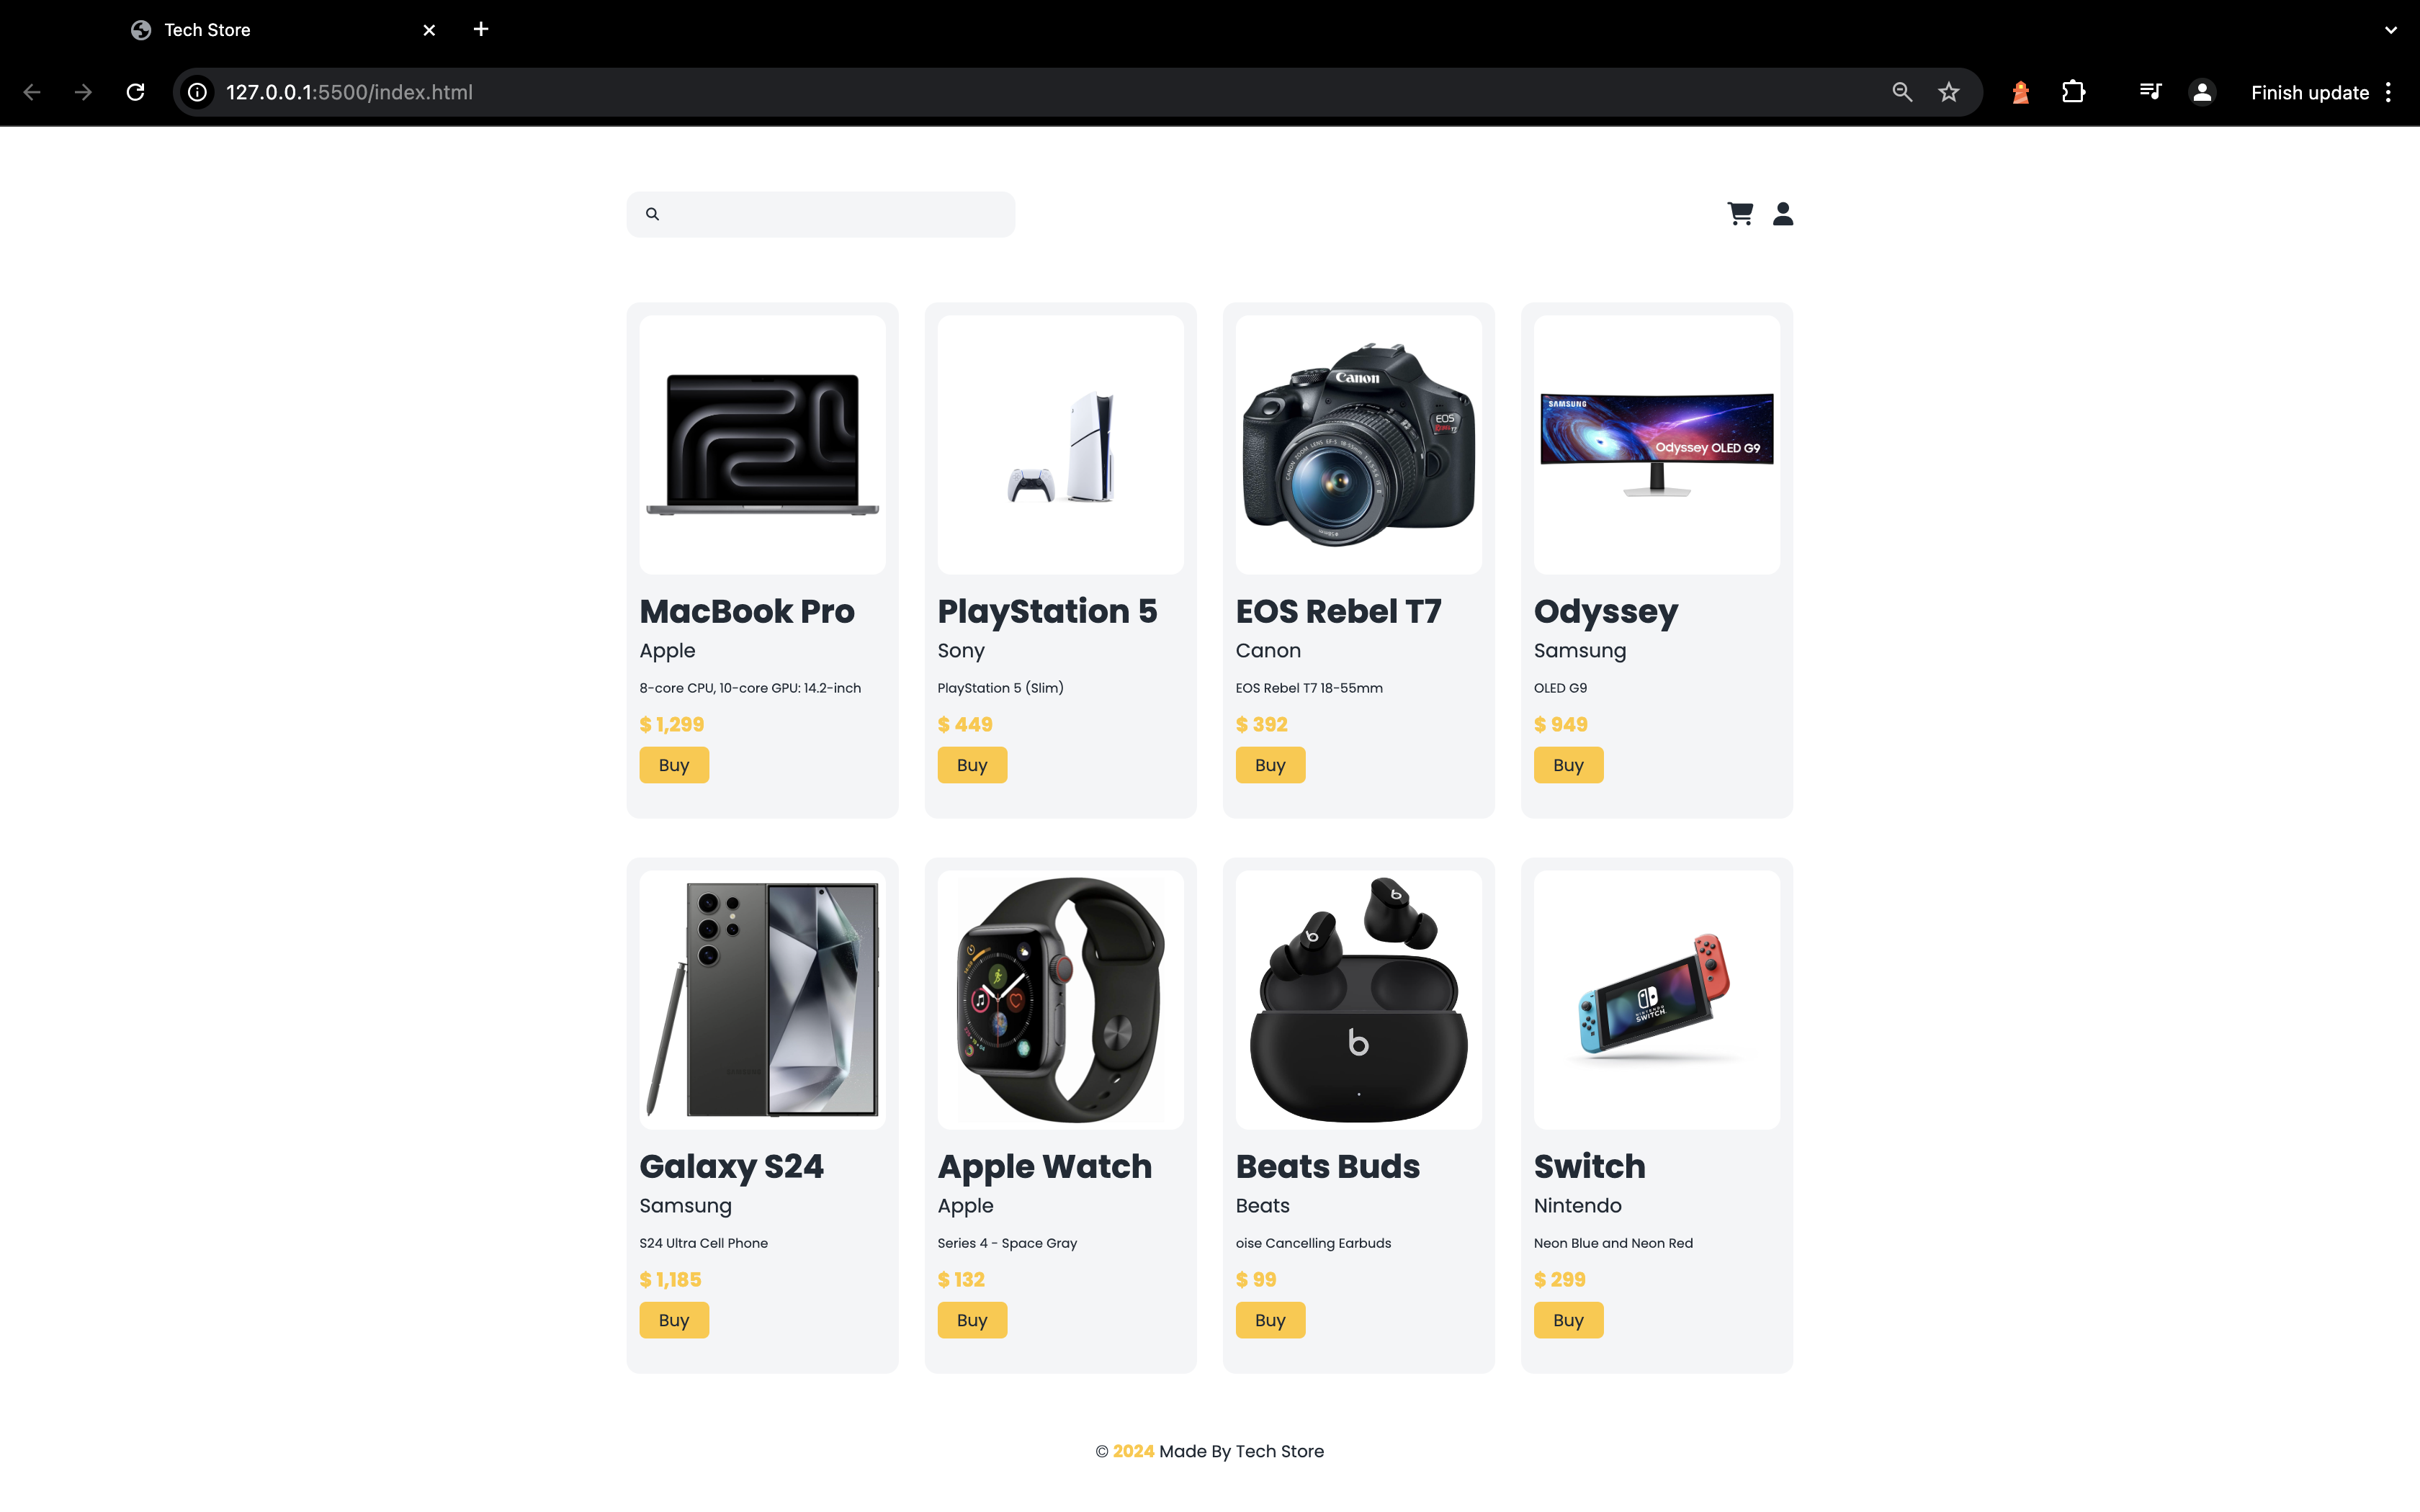 Tech Store
127.0.0.1:5500/index.html
Finish update
Canon
EOS
SAMSUNG
Odyssey OLED G9
MacBook Pro
PlayStation 5
EOS Rebel T7
Odyssey
Apple
Sony
Canon
Samsung
8-core CPU, 10-core GPU: 14.2-inch
PlayStation 5 (Slim)
EOS Rebel T7 18-55mm
OLED G9
$ 1,299
$ 449
$ 392
$ 949
Buy
Buy
Buy
Buy
b
b
b
NINTENDO
SWITCH
Galaxy S24
Apple Watch
Beats Buds
Switch
Samsung
Apple
Beats
Nintendo
S24 Ultra Cell Phone
Series 4 - Space Gray
oise Cancelling Earbuds
Neon Blue and Neon Red
$ 1,185
$ 132
$ 99
$ 299
Buy
Buy
Buy
Buy
© 2024 Made By Tech Store